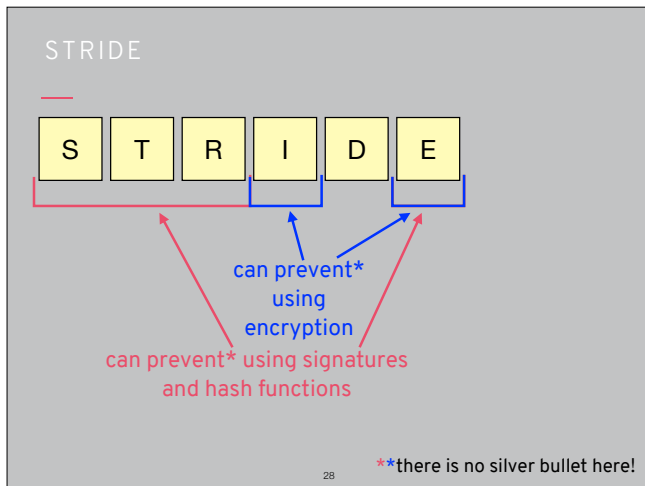 STRIDE
S T R I D E
can prevent*
using
encryption
can prevent* using signatures
and hash functions
**there is no silver bullet here!
28